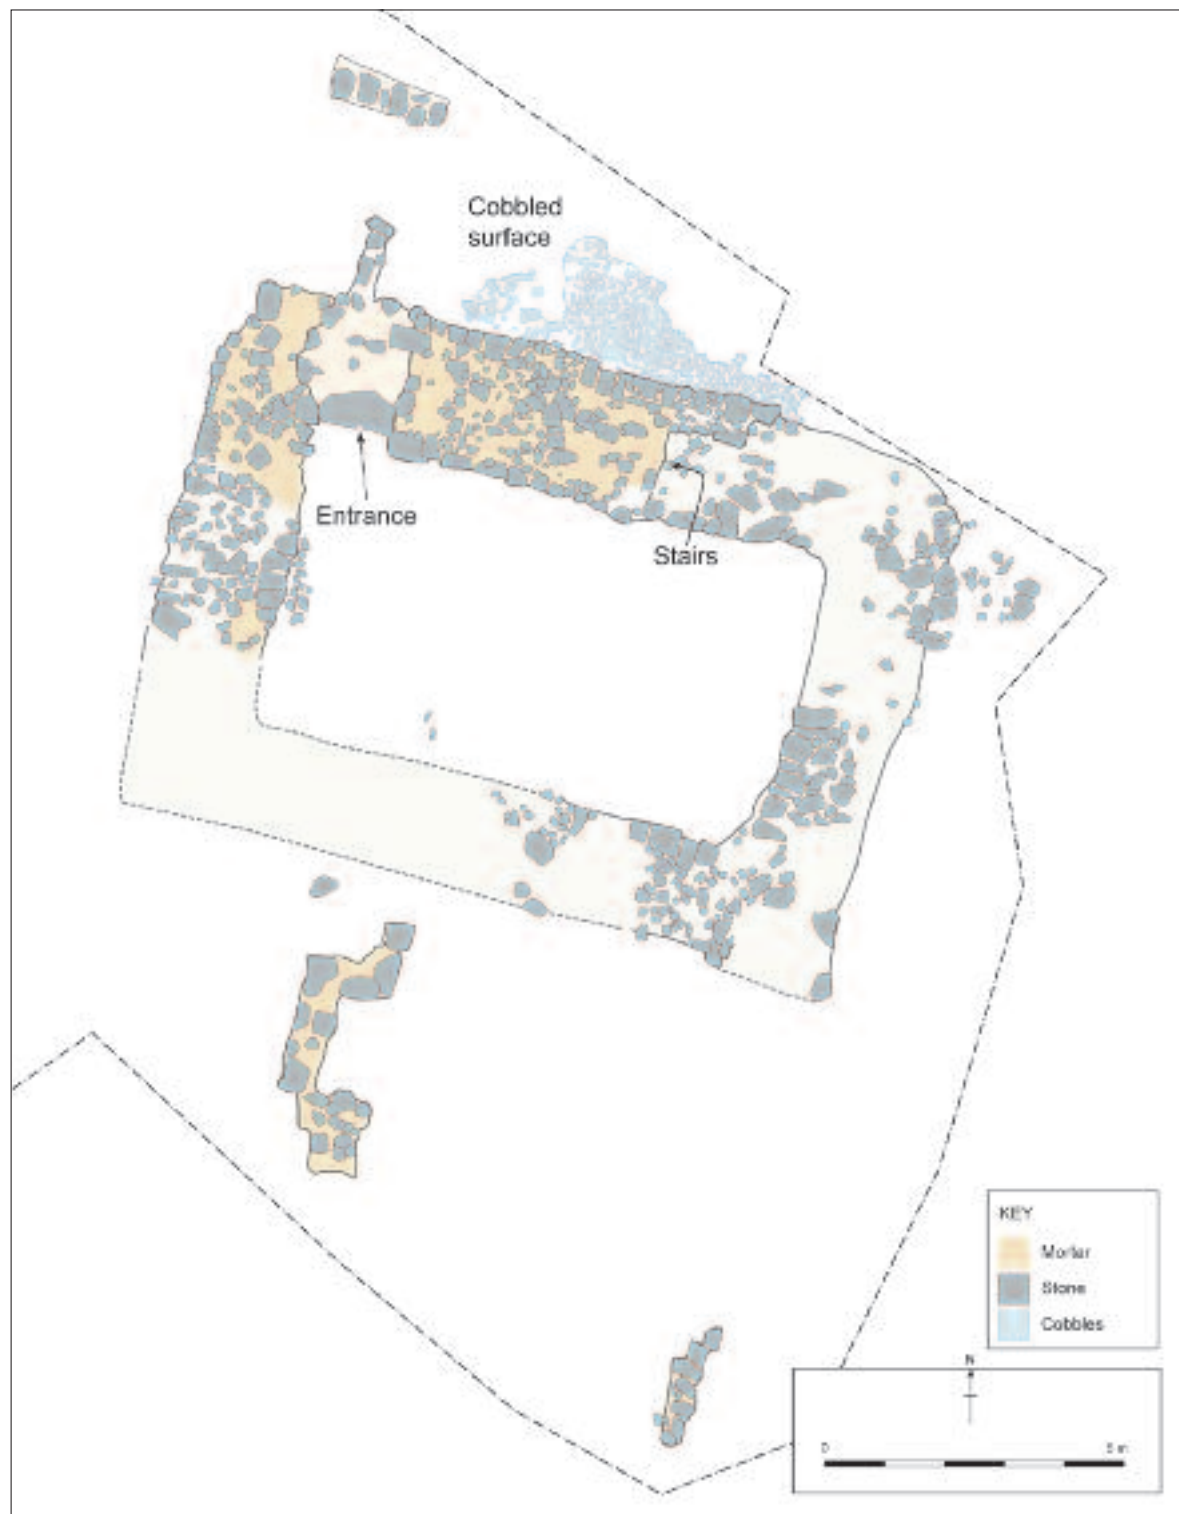 Cobbled
surface
Entrance
Stairs
KEY
Mortar
Stone
Cobbles
N
0 5 m